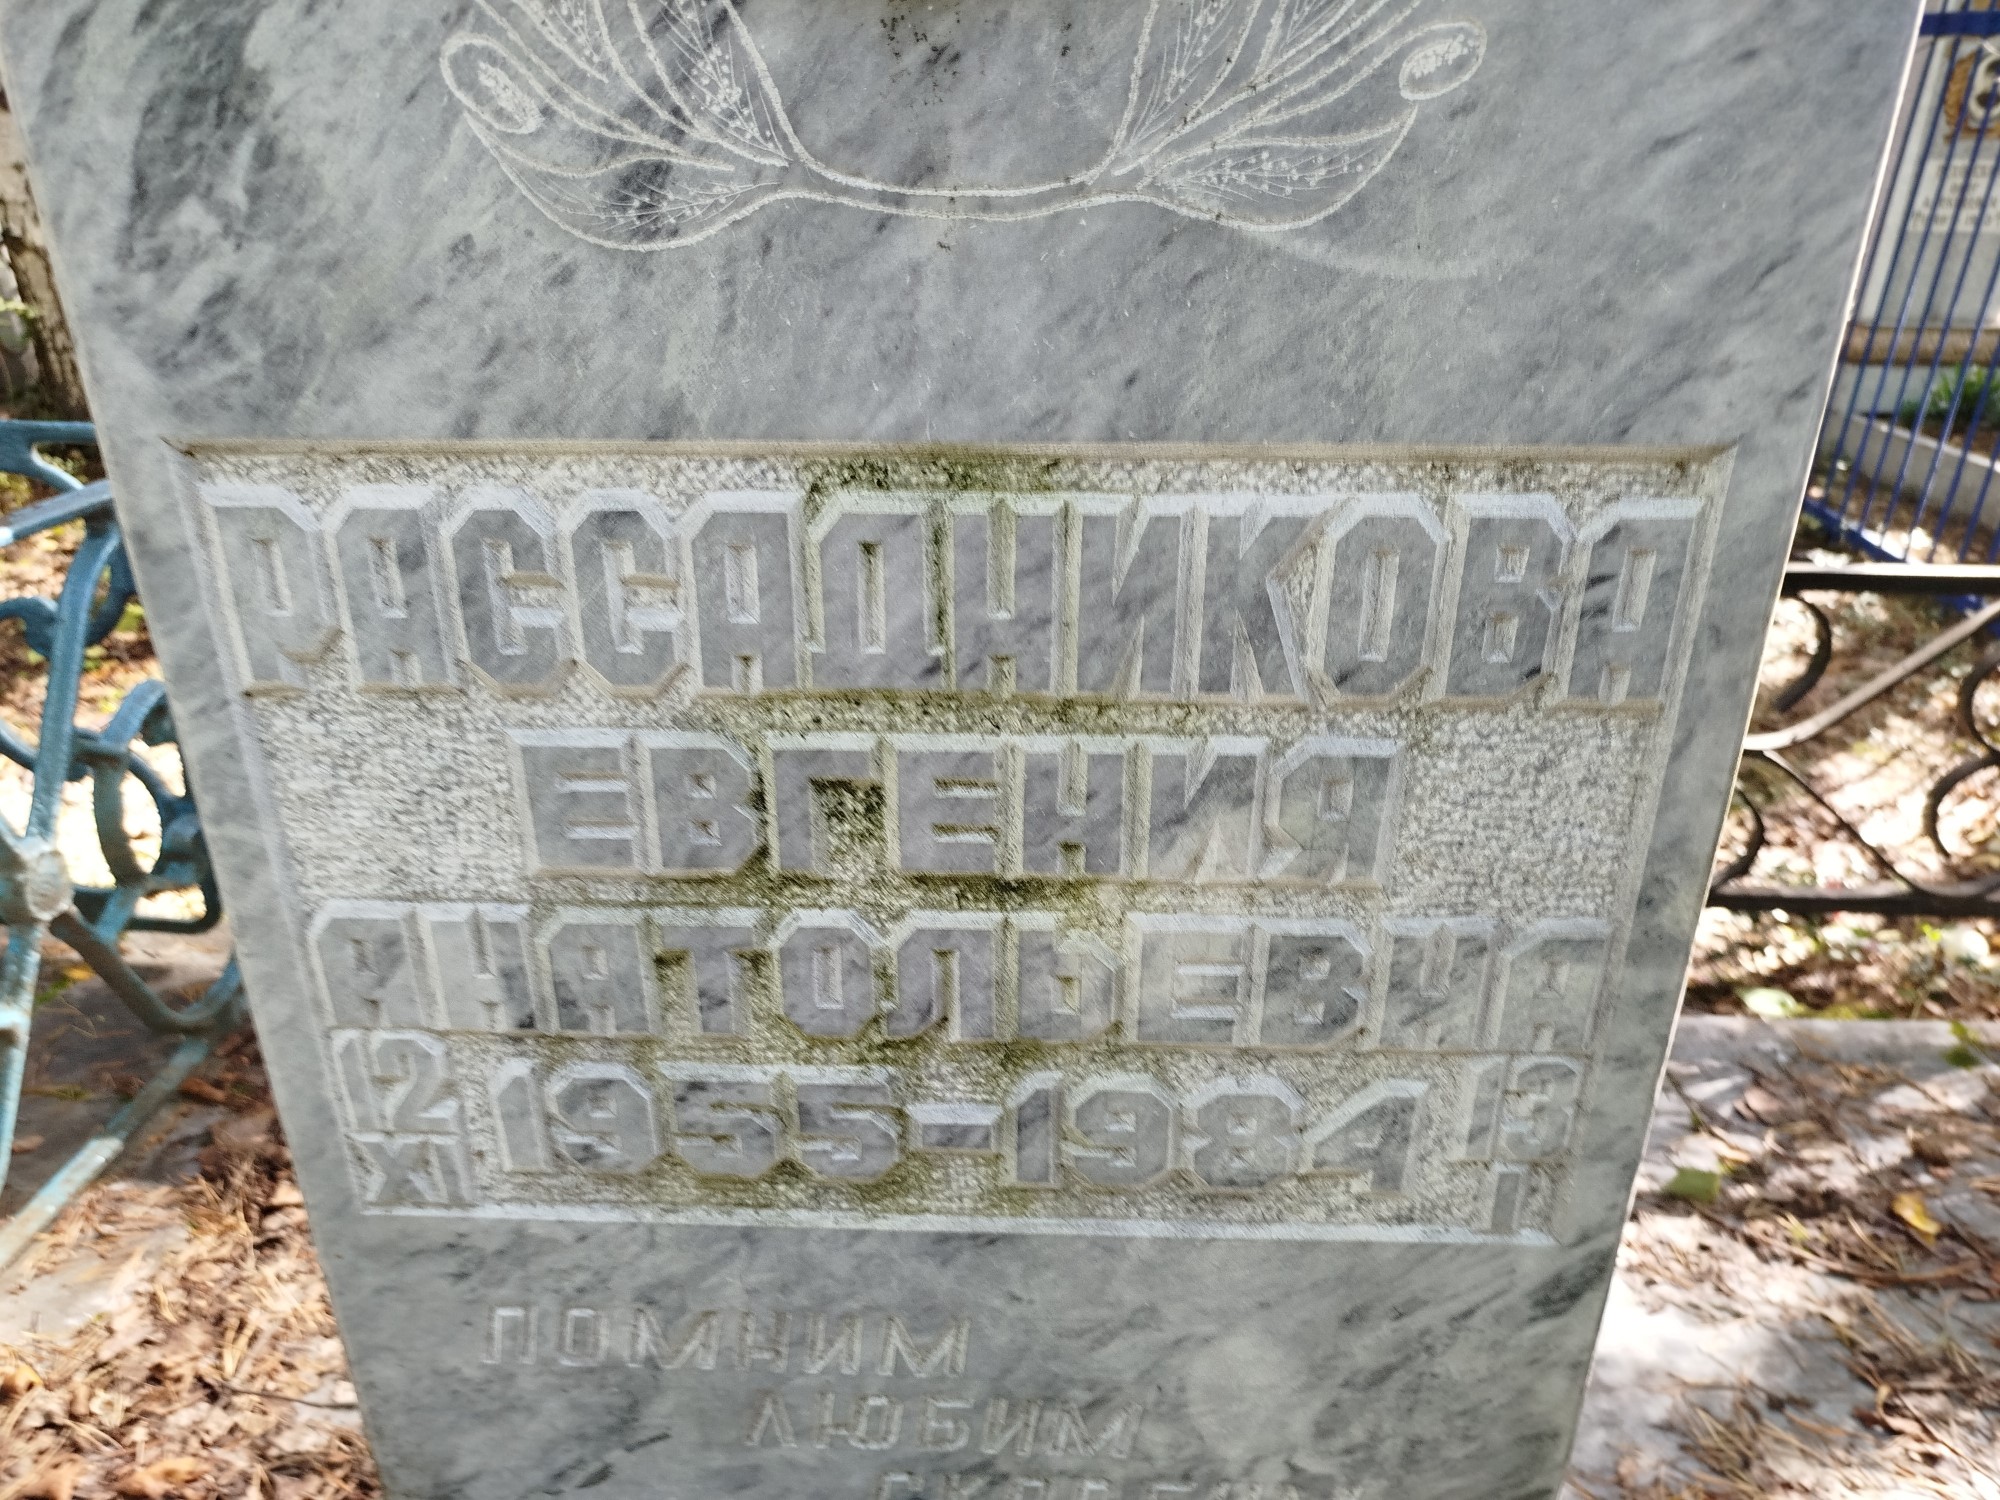 РАССАДНИКОВА
ЕВГЕНИЯ
АНАТОЛЬЕВНА
12 XI 1955-1984 13 I
ПОМНИМ
ЛЮБИМ